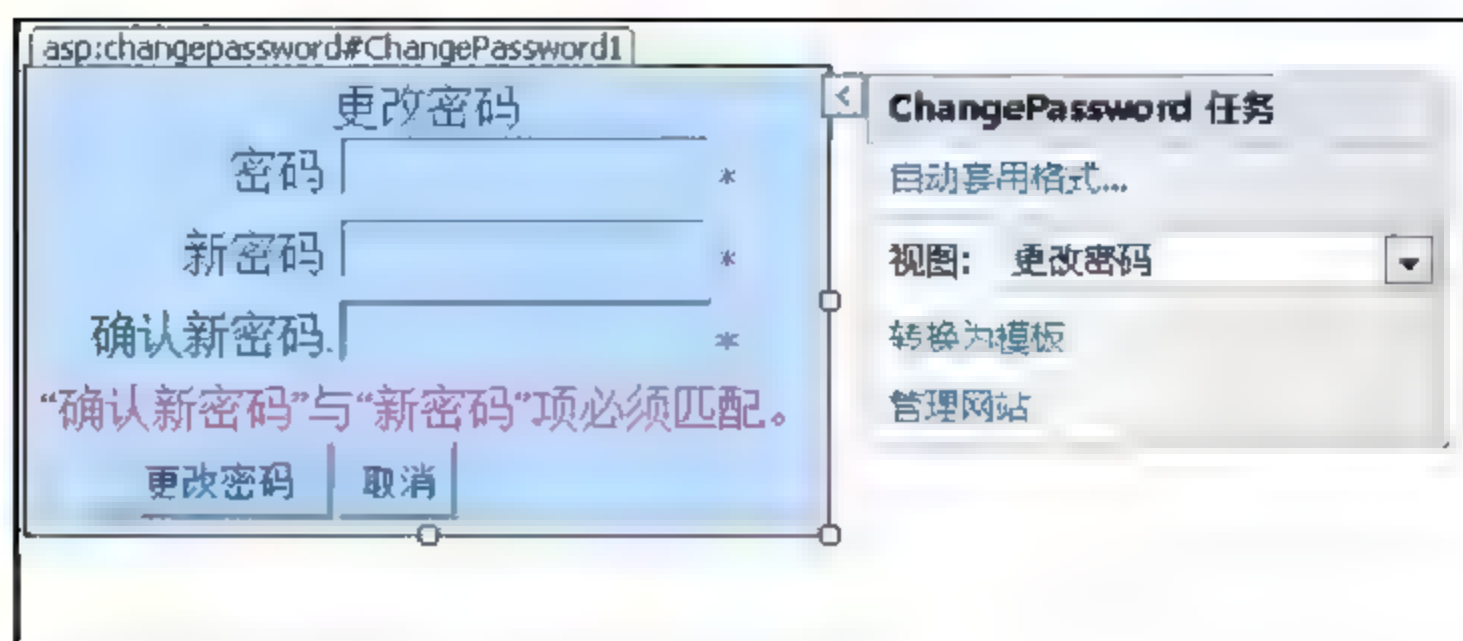 asp:changepassword#ChangePassword1
更改密码
密码 *
新密码 *
确认新密码 *
“确认新密码”与“新密码”项必须匹配。
更改密码 取消
<
ChangePassword 任务
自动套用格式...
视图: 更改密码
转换为模板
管理网站